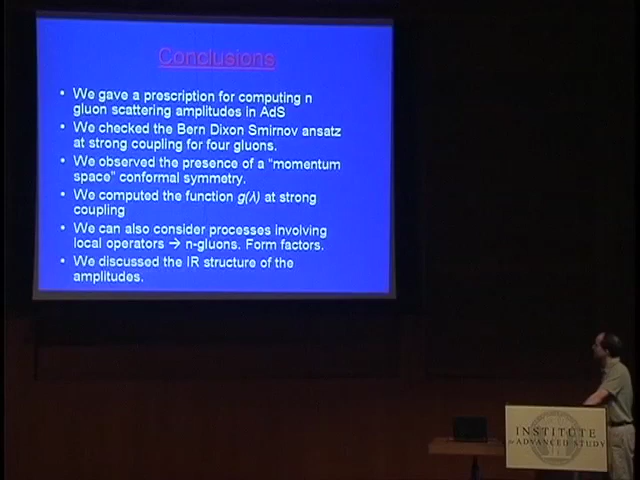 Conclusions
• We gave a prescription for computing n
gluon scattering amplitudes in AdS
• We checked the Bern Dixon Smirnov ansatz
at strong coupling for four gluons.
• We observed the presence of a “momentum
space” conformal symmetry.
• We computed the function g(λ) at strong
coupling
• We can also consider processes involving
local operators → n-gluons. Form factors.
• We discussed the IR structure of the
amplitudes.
INSTITUTE
for ADVANCED STUDY